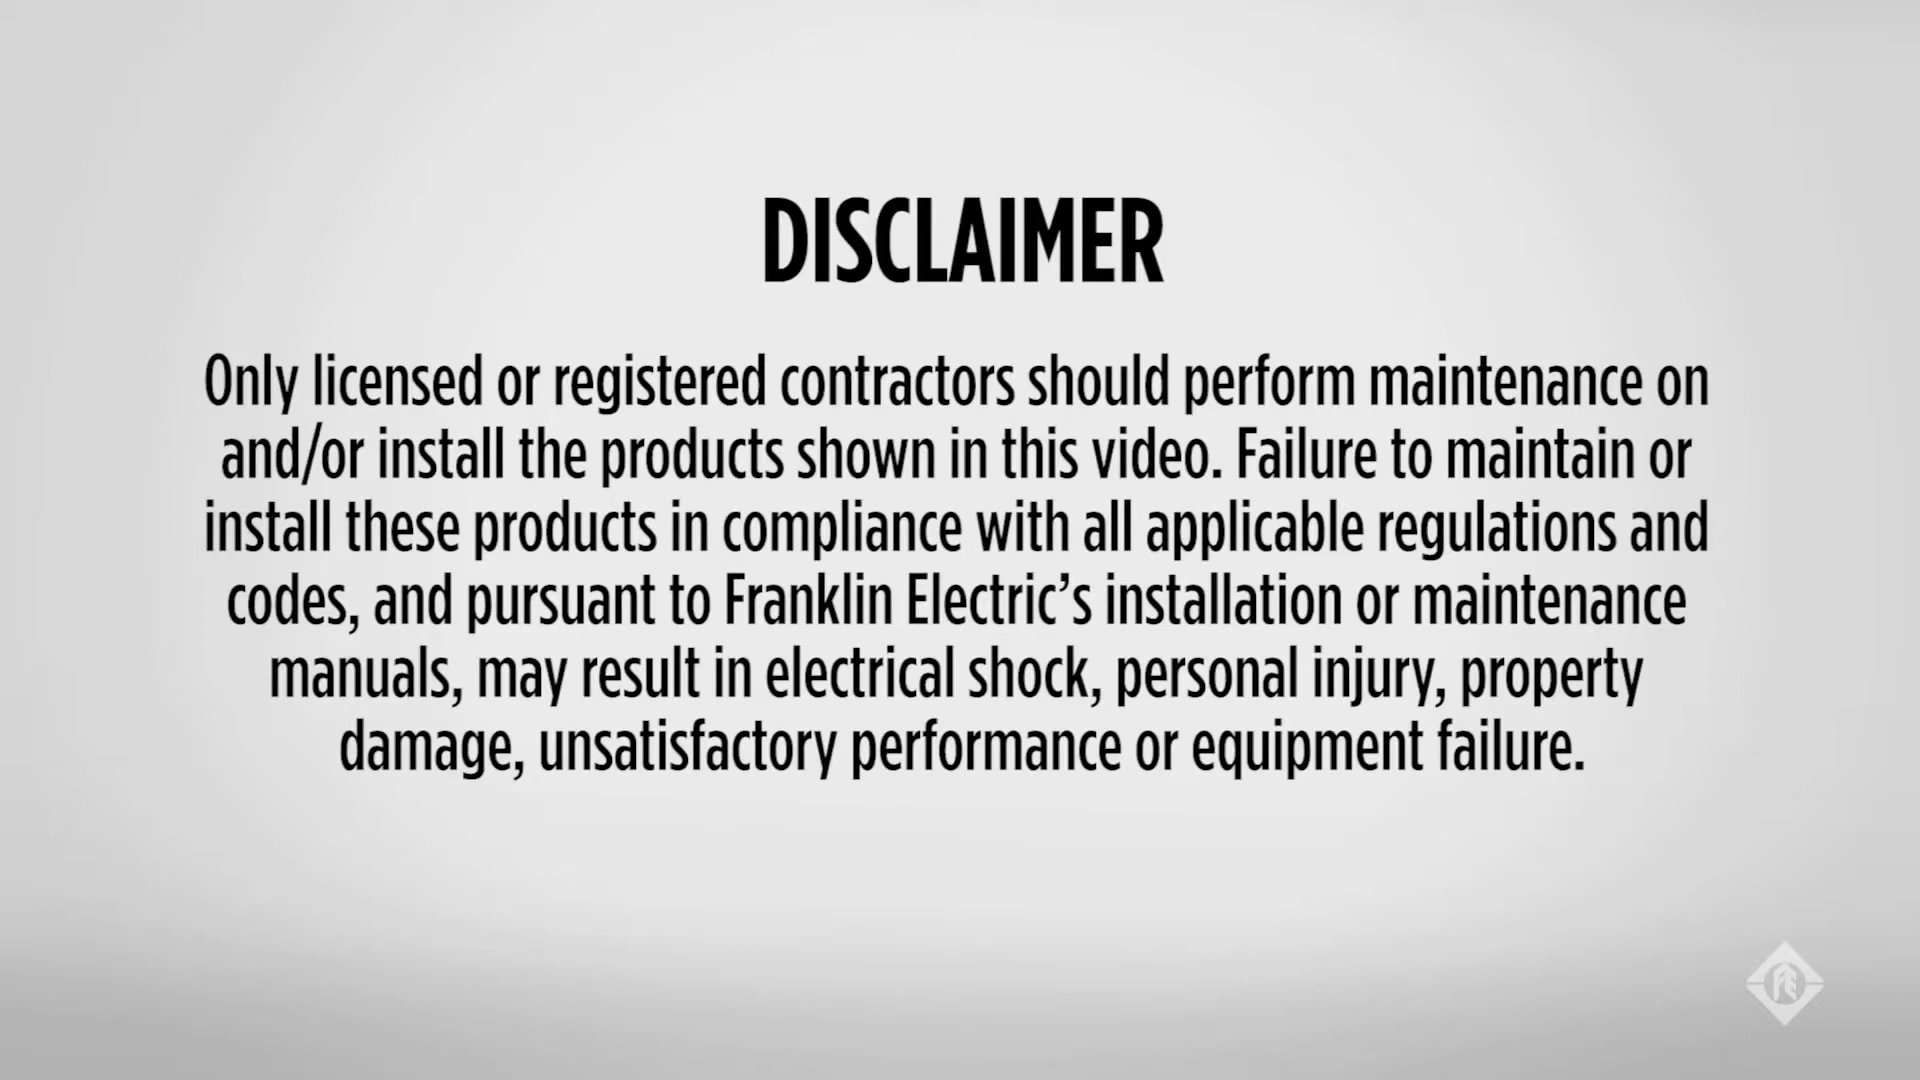 DISCLAIMER
Only licensed or registered contractors should perform maintenance on
and/or install the products shown in this video. Failure to maintain or
install these products in compliance with all applicable regulations and
codes, and pursuant to Franklin Electric’s installation or maintenance
manuals, may result in electrical shock, personal injury, property
damage, unsatisfactory performance or equipment failure.
FE